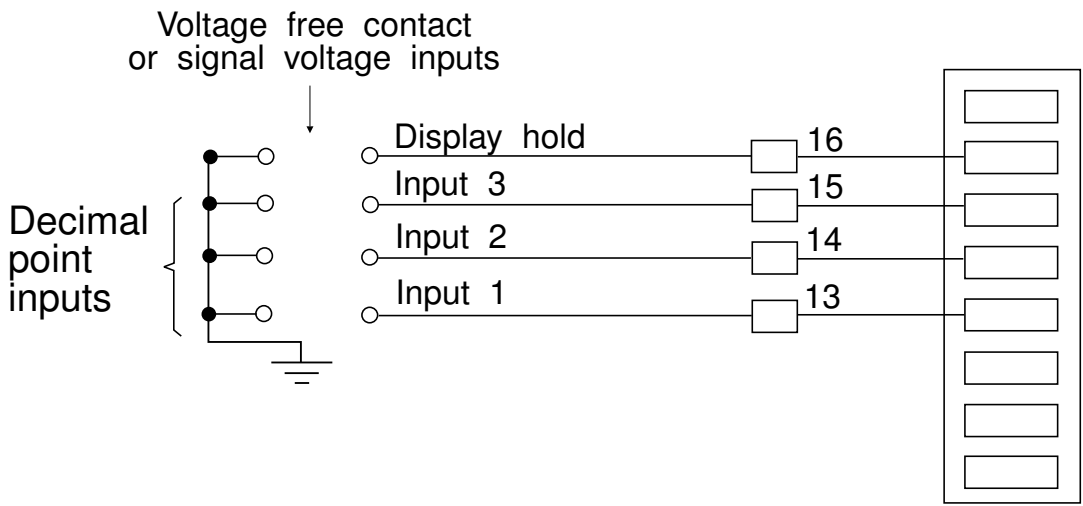 Voltage free contact
or signal voltage inputs
Display hold
16
Input 3
15
Input 2
14
Input 1
13
Decimal
point
inputs